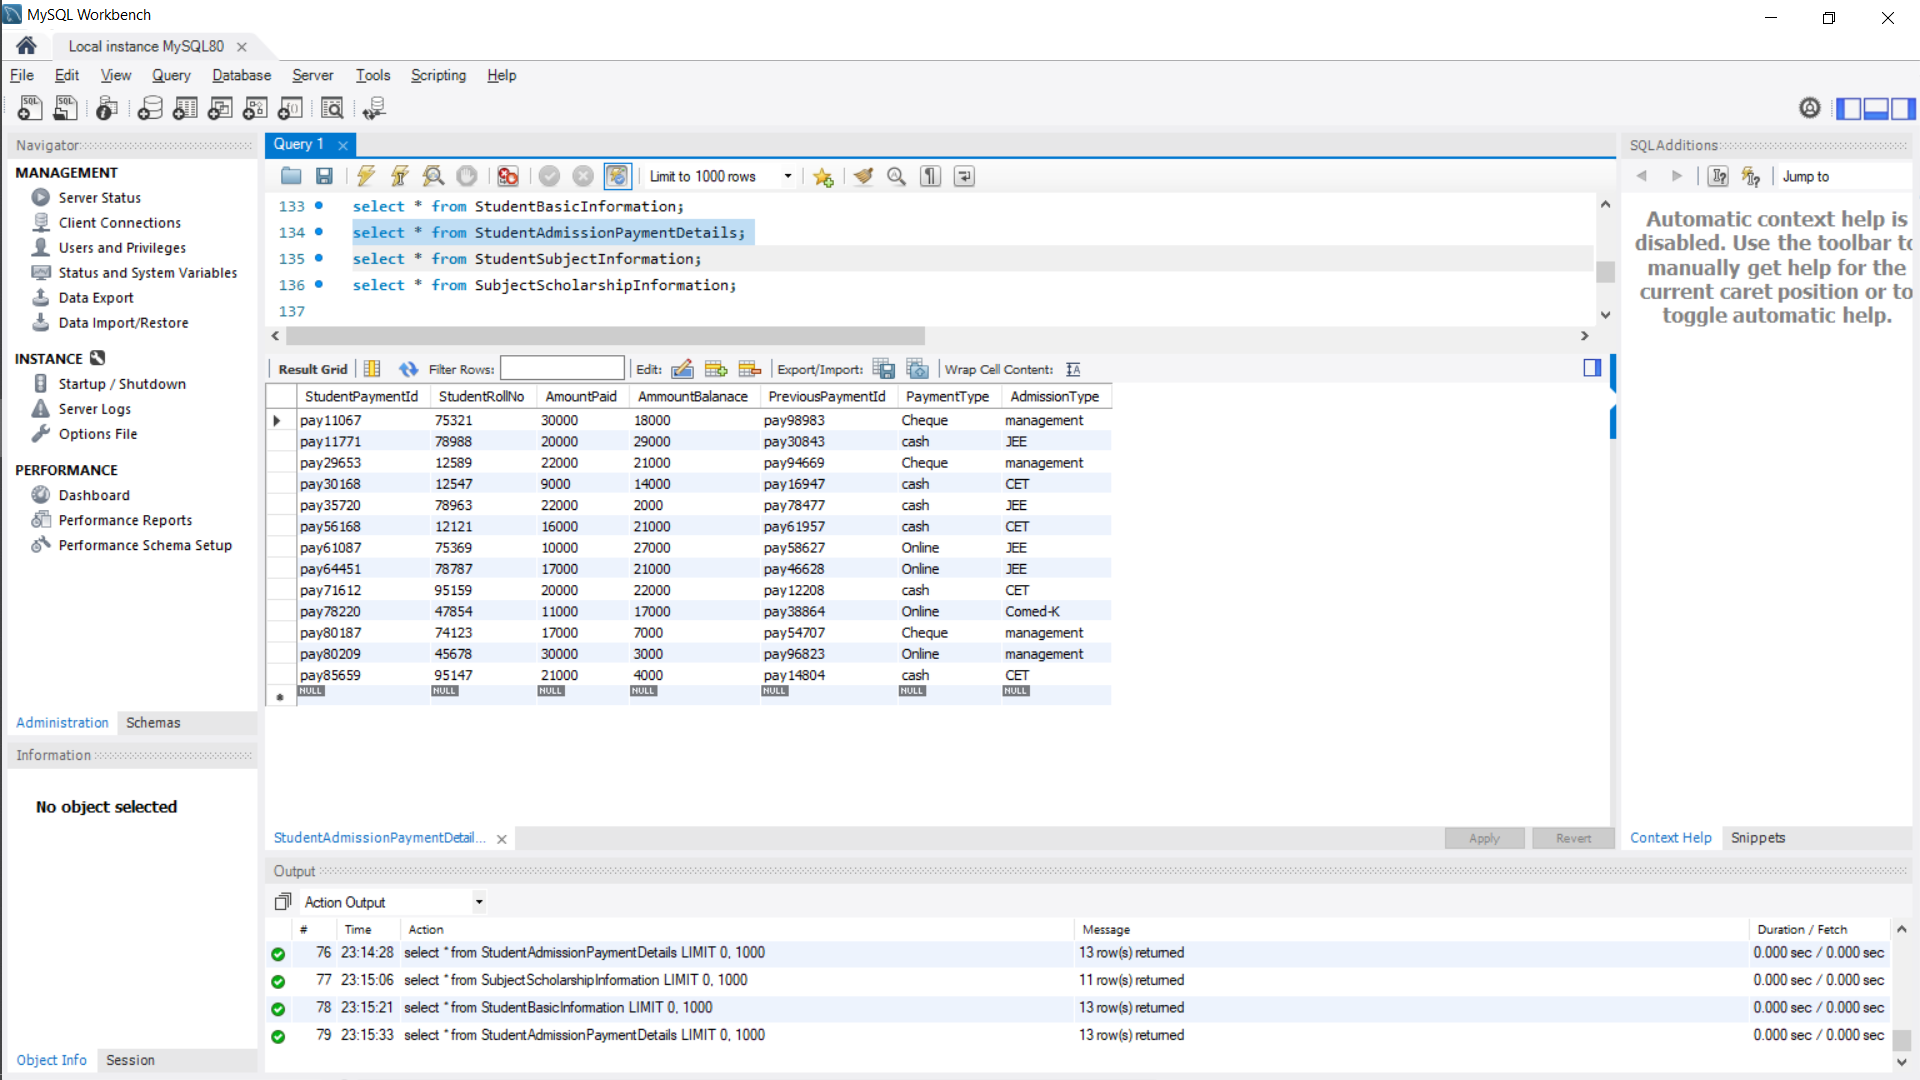 MySQL Workbench
Local instance MySQL80
File Edit View Query Database Server Tools Scripting Help
Navigator
MANAGEMENT
Server Status
Client Connections
Users and Privileges
Status and System Variables
Data Export
Data Import/Restore
INSTANCE
Startup / Shutdown
Server Logs
Options File
PERFORMANCE
Dashboard
Performance Reports
Performance Schema Setup
Administration Schemas
Information
No object selected
Object Info Session
Query 1
Limit to 1000 rows
133 select * from StudentBasicInformation;
134 select * from StudentAdmissionPaymentDetails;
135 select * from StudentSubjectInformation;
136 select * from SubjectScholarshipInformation;
137
Result Grid Filter Rows: Edit: Export/Import: Wrap Cell Content:
StudentPaymentId StudentRollNo AmountPaid AmmountBalanace PreviousPaymentId PaymentType AdmissionType
pay11067 75321 30000 18000 pay98983 Cheque management
pay11771 78988 20000 29000 pay30843 cash JEE
pay29653 12589 22000 21000 pay94669 Cheque management
pay30168 12547 9000 14000 pay16947 cash CET
pay35720 78963 22000 2000 pay78477 cash JEE
pay56168 12121 16000 21000 pay61957 cash CET
pay61087 75369 10000 27000 pay58627 Online JEE
pay64451 78787 17000 21000 pay46628 Online JEE
pay71612 95159 20000 22000 pay12208 cash CET
pay78220 47854 11000 17000 pay38864 Online Comed-K
pay80187 74123 17000 7000 pay54707 Cheque management
pay80209 45678 30000 3000 pay96823 Online management
pay85659 95147 21000 4000 pay14804 cash CET
NULL NULL NULL NULL NULL NULL NULL
StudentAdmissionPaymentDetail...
Apply Revert
SQLAdditions
Jump to
Automatic context help is
disabled. Use the toolbar to
manually get help for the
current caret position or to
toggle automatic help.
Context Help Snippets
Output
Action Output
# Time Action Message Duration / Fetch
76 23:14:28 select * from StudentAdmissionPaymentDetails LIMIT 0, 1000 13 row(s) returned 0.000 sec / 0.000 sec
77 23:15:06 select * from SubjectScholarshipInformation LIMIT 0, 1000 11 row(s) returned 0.000 sec / 0.000 sec
78 23:15:21 select * from StudentBasicInformation LIMIT 0, 1000 13 row(s) returned 0.000 sec / 0.000 sec
79 23:15:33 select * from StudentAdmissionPaymentDetails LIMIT 0, 1000 13 row(s) returned 0.000 sec / 0.000 sec